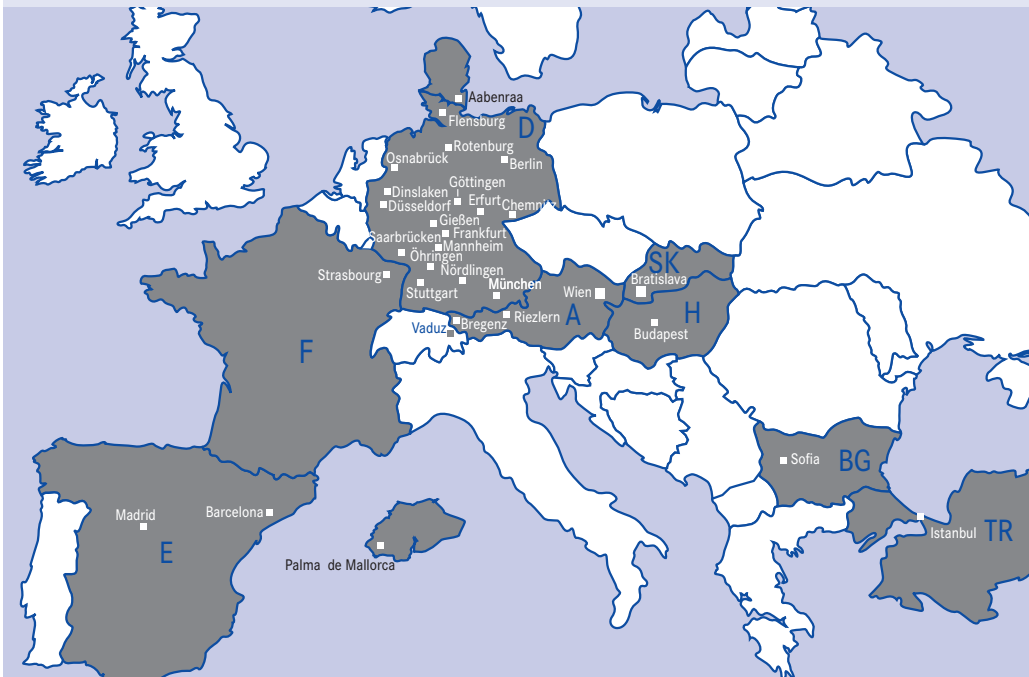 Aabenraa
Flensburg
D
Rotenburg
Osnabrück
Berlin
Göttingen
Dinslaken
Erfurt
Düsseldorf
Chemnitz
Gießen
Frankfurt
Saarbrücken
Mannheim
Öhringen
SK
Strasbourg
Nördlingen
Bratislava
München
Stuttgart
Wien
A
H
Riezlern
Vaduz
Bregenz
Budapest
F
Sofia
BG
Madrid
Barcelona
Istanbul
TR
E
Palma de Mallorca